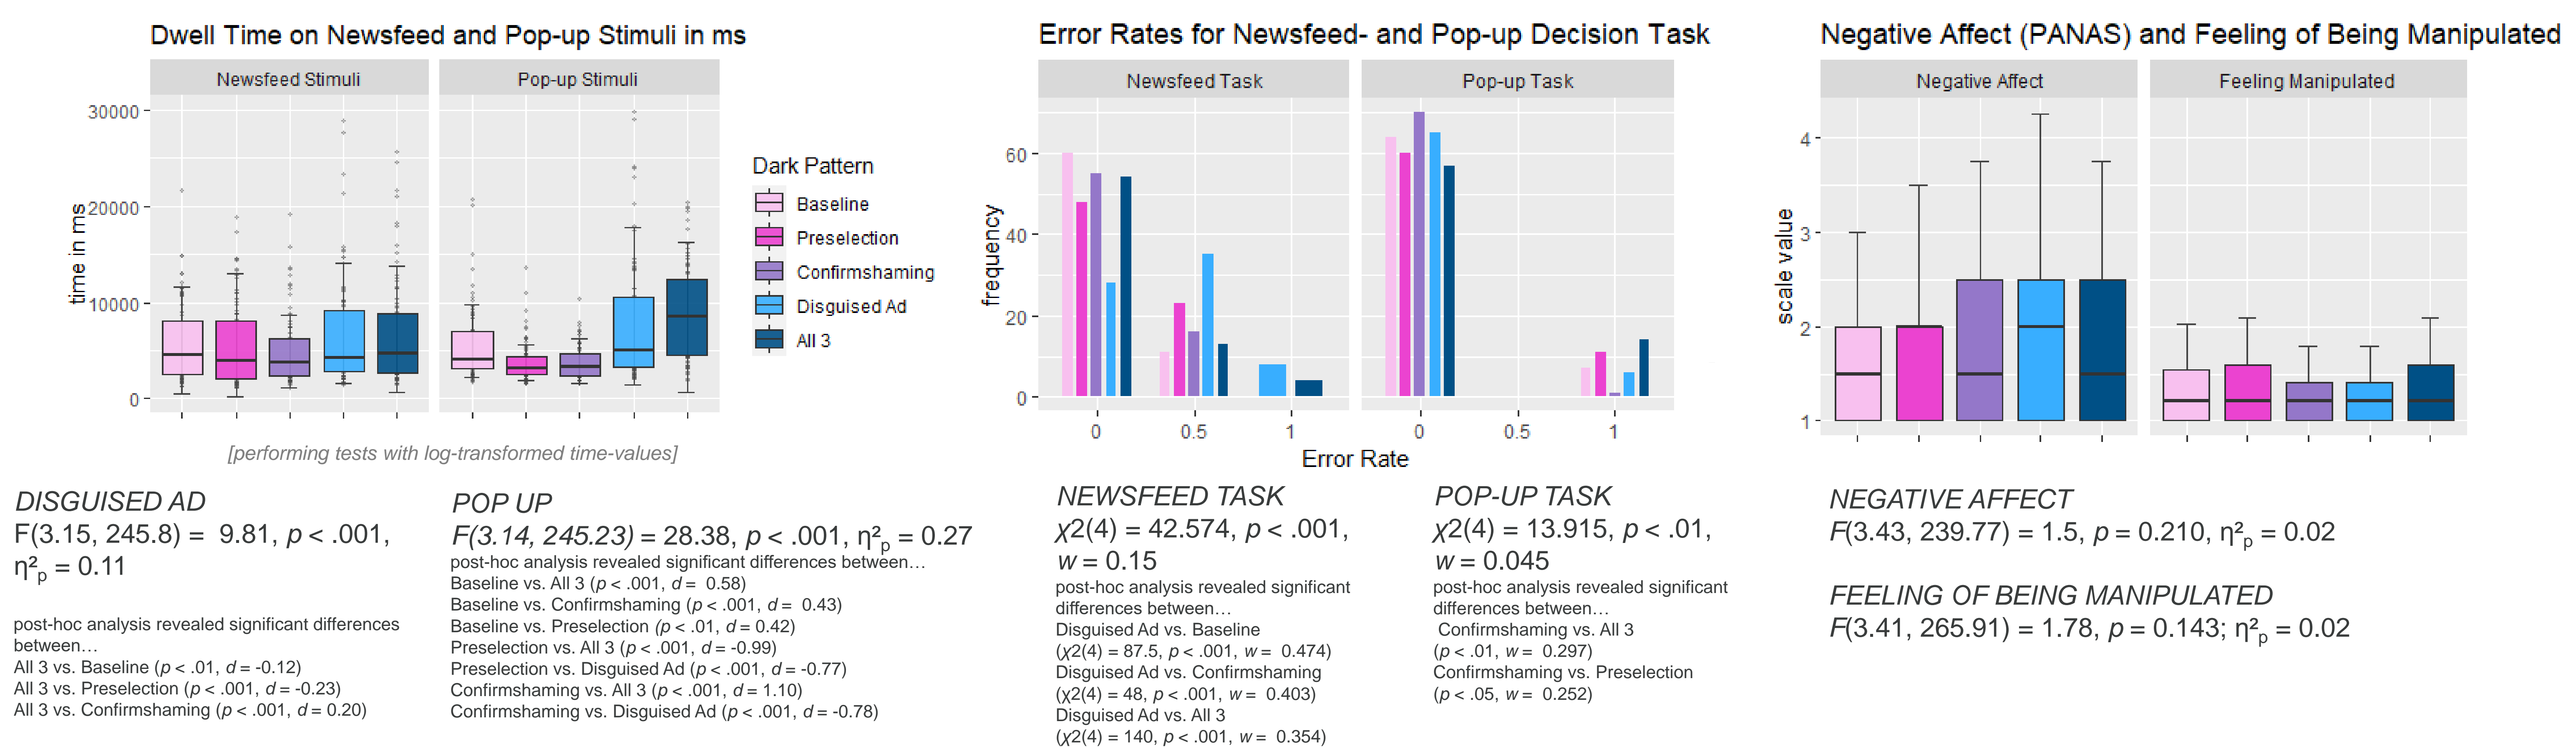 Dwell Time on Newsfeed and Pop-up Stimuli in ms
Newsfeed Stimuli
Pop-up Stimuli
time in ms
30000
20000
10000
0
Dark Pattern
Baseline
Preselection
Confirmshaming
Disguised Ad
All 3
[performing tests with log-transformed time-values]
DISGUISED AD
F(3.15, 245.8) = 9.81, p < .001,
η²p = 0.11
post-hoc analysis revealed significant differences
between…
All 3 vs. Baseline (p < .01, d = -0.12)
All 3 vs. Preselection (p < .001, d = -0.23)
All 3 vs. Confirmshaming (p < .001, d = 0.20)
POP UP
F(3.14, 245.23) = 28.38, p < .001, η²p = 0.27
post-hoc analysis revealed significant differences between…
Baseline vs. All 3 (p < .001, d = 0.58)
Baseline vs. Confirmshaming (p < .001, d = 0.43)
Baseline vs. Preselection (p < .01, d = 0.42)
Preselection vs. All 3 (p < .001, d = -0.99)
Preselection vs. Disguised Ad (p < .001, d = -0.77)
Confirmshaming vs. All 3 (p < .001, d = 1.10)
Confirmshaming vs. Disguised Ad (p < .001, d = -0.78)
Error Rates for Newsfeed- and Pop-up Decision Task
Newsfeed Task
Pop-up Task
frequency
60
40
20
0
0 0.5 1
0 0.5 1
Error Rate
NEWSFEED TASK
χ2(4) = 42.574, p < .001,
w = 0.15
post-hoc analysis revealed significant
differences between…
Disguised Ad vs. Baseline
(χ2(4) = 87.5, p < .001, w = 0.474)
Disguised Ad vs. Confirmshaming
(χ2(4) = 48, p < .001, w = 0.403)
Disguised Ad vs. All 3
(χ2(4) = 140, p < .001, w = 0.354)
POP-UP TASK
χ2(4) = 13.915, p < .01,
w = 0.045
post-hoc analysis revealed significant
differences between…
Confirmshaming vs. All 3
(p < .01, w = 0.297)
Confirmshaming vs. Preselection
(p < .05, w = 0.252)
Negative Affect (PANAS) and Feeling of Being Manipulated
Negative Affect
Feeling Manipulated
scale value
4
3
2
1
NEGATIVE AFFECT
F(3.43, 239.77) = 1.5, p = 0.210, η²p = 0.02
FEELING OF BEING MANIPULATED
F(3.41, 265.91) = 1.78, p = 0.143; η²p = 0.02